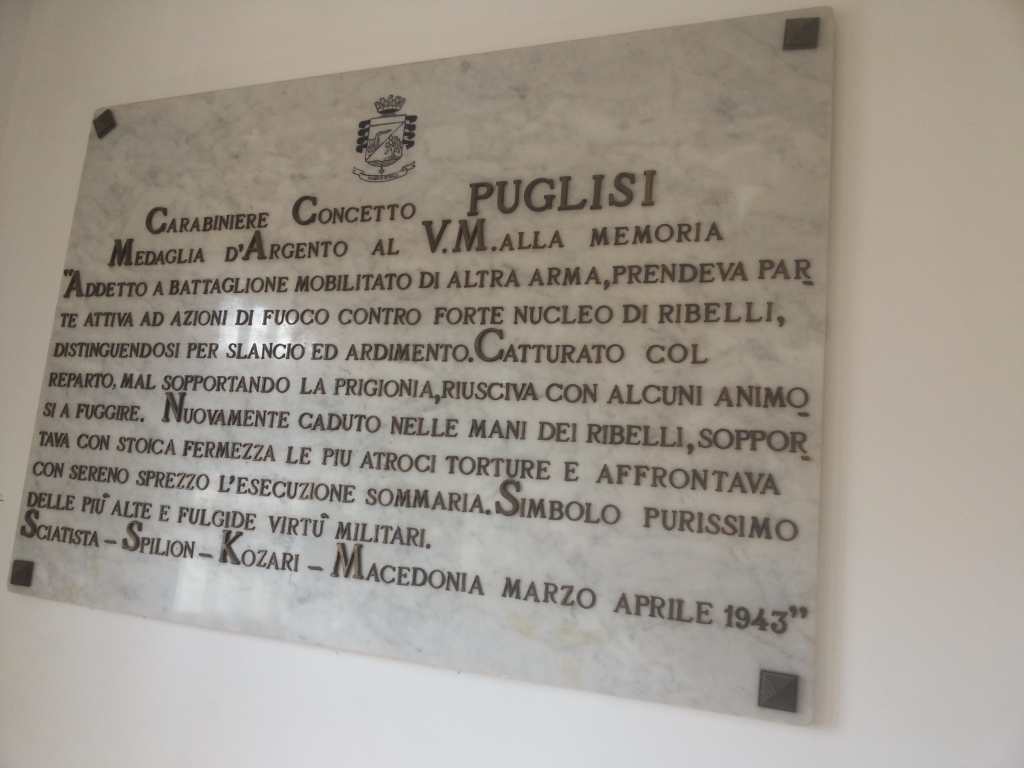 CARABINIERE CONCETTO PUGLISI
MEDAGLIA D'ARGENTO AL V.M. ALLA MEMORIA
"ADDETTO A BATTAGLIONE MOBILITATO DI ALTRA ARMA, PRENDEVA PAR
TE ATTIVA AD AZIONI DI FUOCO CONTRO FORTE NUCLEO DI RIBELLI,
DISTINGUENDOSI PER SLANCIO ED ARDIMENTO. CATTURATO COL
REPARTO, MAL SOPPORTANDO LA PRIGIONIA, RIUSCIVA CON ALCUNI ANIMO
SI A FUGGIRE. NUOVAMENTE CADUTO NELLE MANI DEI RIBELLI, SOPPOR
TAVA CON STOICA FERMEZZA LE PIU ATROCI TORTURE E AFFRONTAVA
CON SERENO SPREZZO L'ESECUZIONE SOMMARIA. SIMBOLO PURISSIMO
DELLE PIÙ ALTE E FULGIDE VIRTÙ MILITARI.
SCIATISTA - SPILION - KOZARI - MACEDONIA MARZO APRILE 1943"